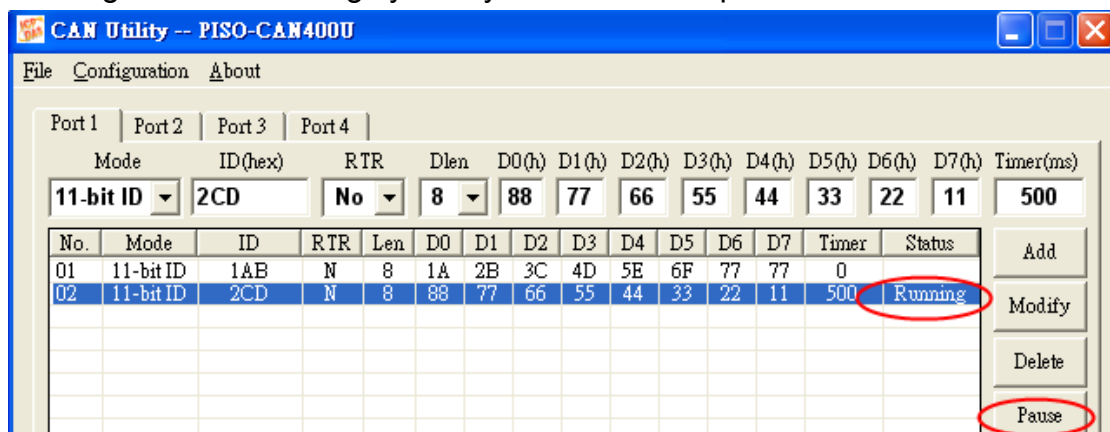 CAN Utility -- PISO-CAN400U
File Configuration About
Port 1 Port 2 Port 3 Port 4
Mode ID(hex) RTR Dlen D0(h) D1(h) D2(h) D3(h) D4(h) D5(h) D6(h) D7(h) Timer(ms)
11-bit ID 2CD No 8 88 77 66 55 44 33 22 11 500
No. Mode ID RTR Len D0 D1 D2 D3 D4 D5 D6 D7 Timer Status
Add
01 11-bit ID 1AB N 8 1A 2B 3C 4D 5E 6F 77 77 0
02 11-bit ID 2CD N 8 88 77 66 55 44 33 22 11 500 Running
Modify
Delete
Pause